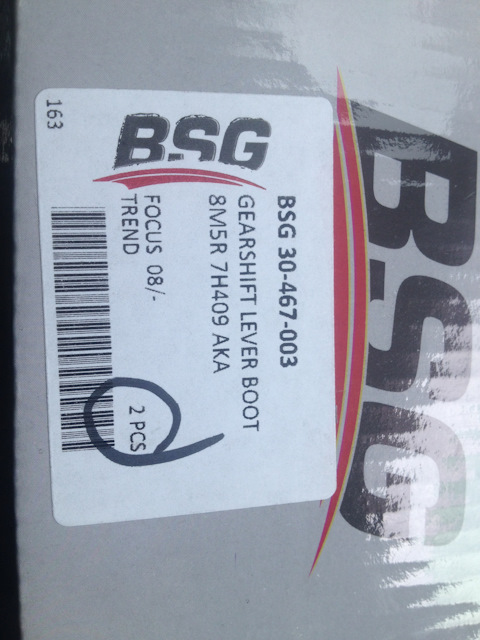 BSG
BSG
BSG 30-467-003
GEARSHIFT LEVER BOOT
8M5R 7H409 AKA
FOCUS 08/-
TREND
2 PCS
163